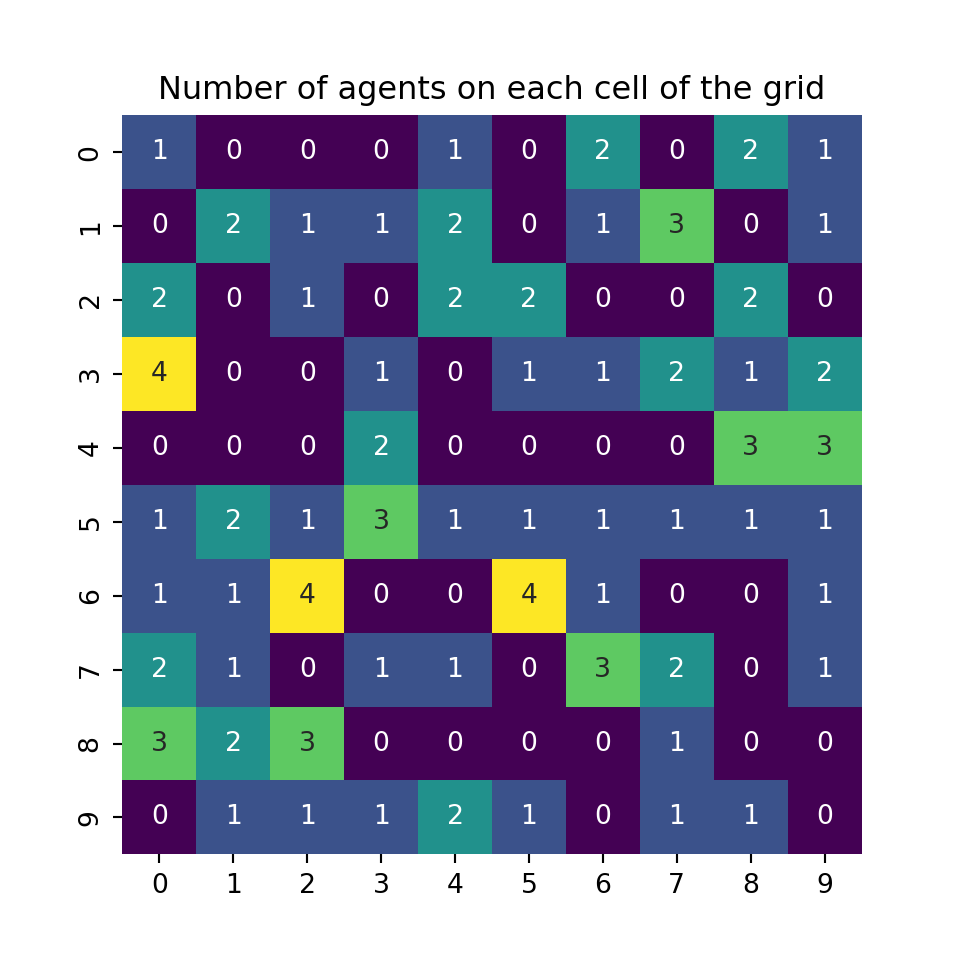 Number of agents on each cell of the grid
0 1 0 0 0 1 0 2 0 2 1
1 0 2 1 1 2 0 1 3 0 1
2 2 0 1 0 2 2 0 0 2 0
3 4 0 0 1 0 1 1 2 1 2
4 0 0 0 2 0 0 0 0 3 3
5 1 2 1 3 1 1 1 1 1 1
6 1 1 4 0 0 4 1 0 0 1
7 2 1 0 1 1 0 3 2 0 1
8 3 2 3 0 0 0 0 1 0 0
9 0 1 1 1 2 1 0 1 1 0
0 1 2 3 4 5 6 7 8 9